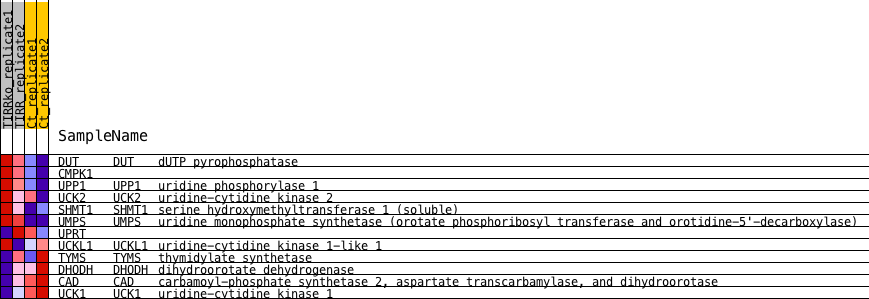 TIRRko_replicate1
TIRR_replicate2
Ct_replicate1
Ct_replicate2
SampleName
DUT DUT dUTP pyrophosphatase
CMPK1
UPP1 UPP1 uridine phosphorylase 1
UCK2 UCK2 uridine-cytidine kinase 2
SHMT1 SHMT1 serine hydroxymethyltransferase 1 (soluble)
UMPS UMPS uridine monophosphate synthetase (orotate phosphoribosyl transferase and orotidine-5'-decarboxylase)
UPRT
UCKL1 UCKL1 uridine-cytidine kinase 1-like 1
TYMS TYMS thymidylate synthetase
DHODH DHODH dihydroorotate dehydrogenase
CAD CAD carbamoyl-phosphate synthetase 2, aspartate transcarbamylase, and dihydroorotase
UCK1 UCK1 uridine-cytidine kinase 1